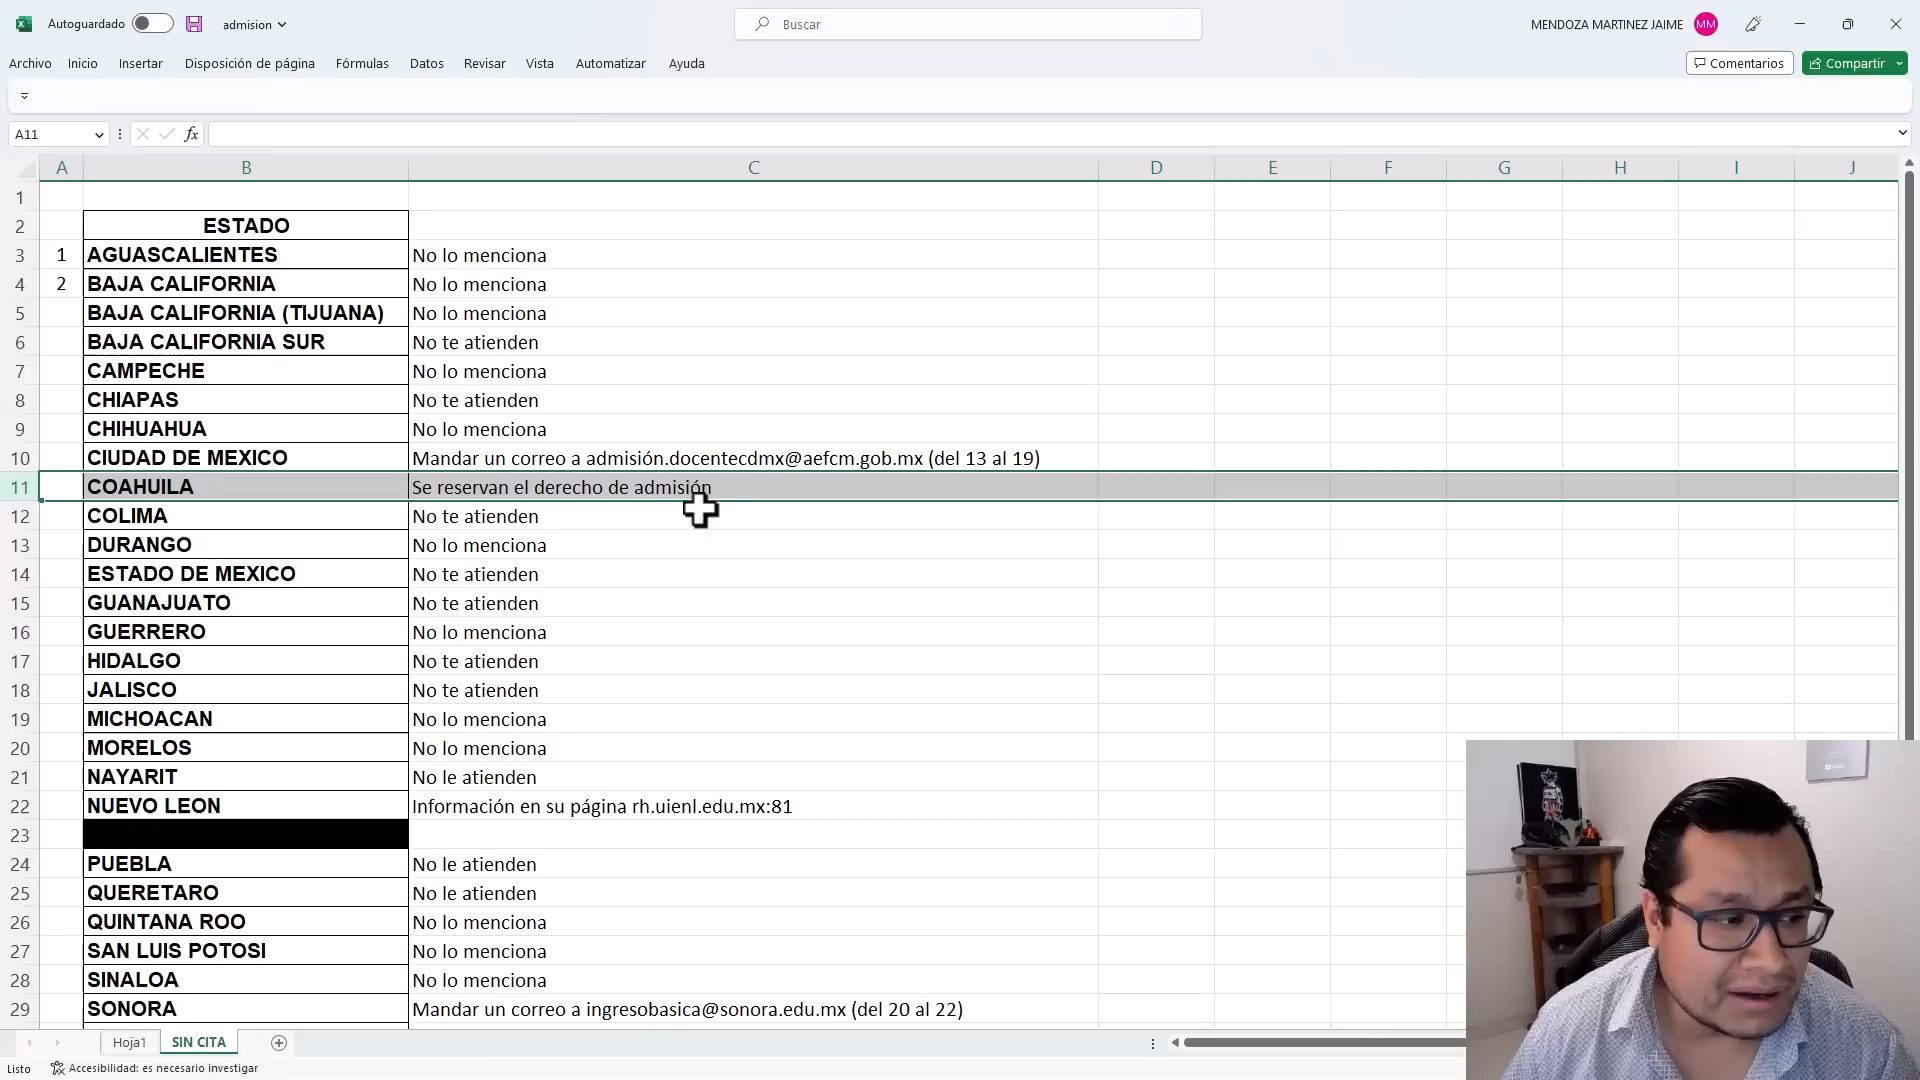 Autoguardado
admision
Buscar
MENDOZA MARTINEZ JAIME
MM
Archivo Inicio Insertar Disposición de página Fórmulas Datos Revisar Vista Automatizar Ayuda
Comentarios
Compartir
A11
fx
A B C D E F G H I J
1
2 ESTADO
3 1 AGUASCALIENTES No lo menciona
4 2 BAJA CALIFORNIA No lo menciona
5 BAJA CALIFORNIA (TIJUANA) No lo menciona
6 BAJA CALIFORNIA SUR No te atienden
7 CAMPECHE No lo menciona
8 CHIAPAS No te atienden
9 CHIHUAHUA No lo menciona
10 CIUDAD DE MEXICO Mandar un correo a admisión.docentecdmx@aefcm.gob.mx (del 13 al 19)
11 COAHUILA Se reservan el derecho de admisión
12 COLIMA No te atienden
13 DURANGO No lo menciona
14 ESTADO DE MEXICO No te atienden
15 GUANAJUATO No te atienden
16 GUERRERO No lo menciona
17 HIDALGO No te atienden
18 JALISCO No te atienden
19 MICHOACAN No lo menciona
20 MORELOS No lo menciona
21 NAYARIT No le atienden
22 NUEVO LEON Información en su página rh.uienl.edu.mx:81
23
24 PUEBLA No le atienden
25 QUERETARO No le atienden
26 QUINTANA ROO No lo menciona
27 SAN LUIS POTOSI No lo menciona
28 SINALOA No lo menciona
29 SONORA Mandar un correo a ingresobasica@sonora.edu.mx (del 20 al 22)
Hoja1 SIN CITA
Listo Accesibilidad: es necesario investigar